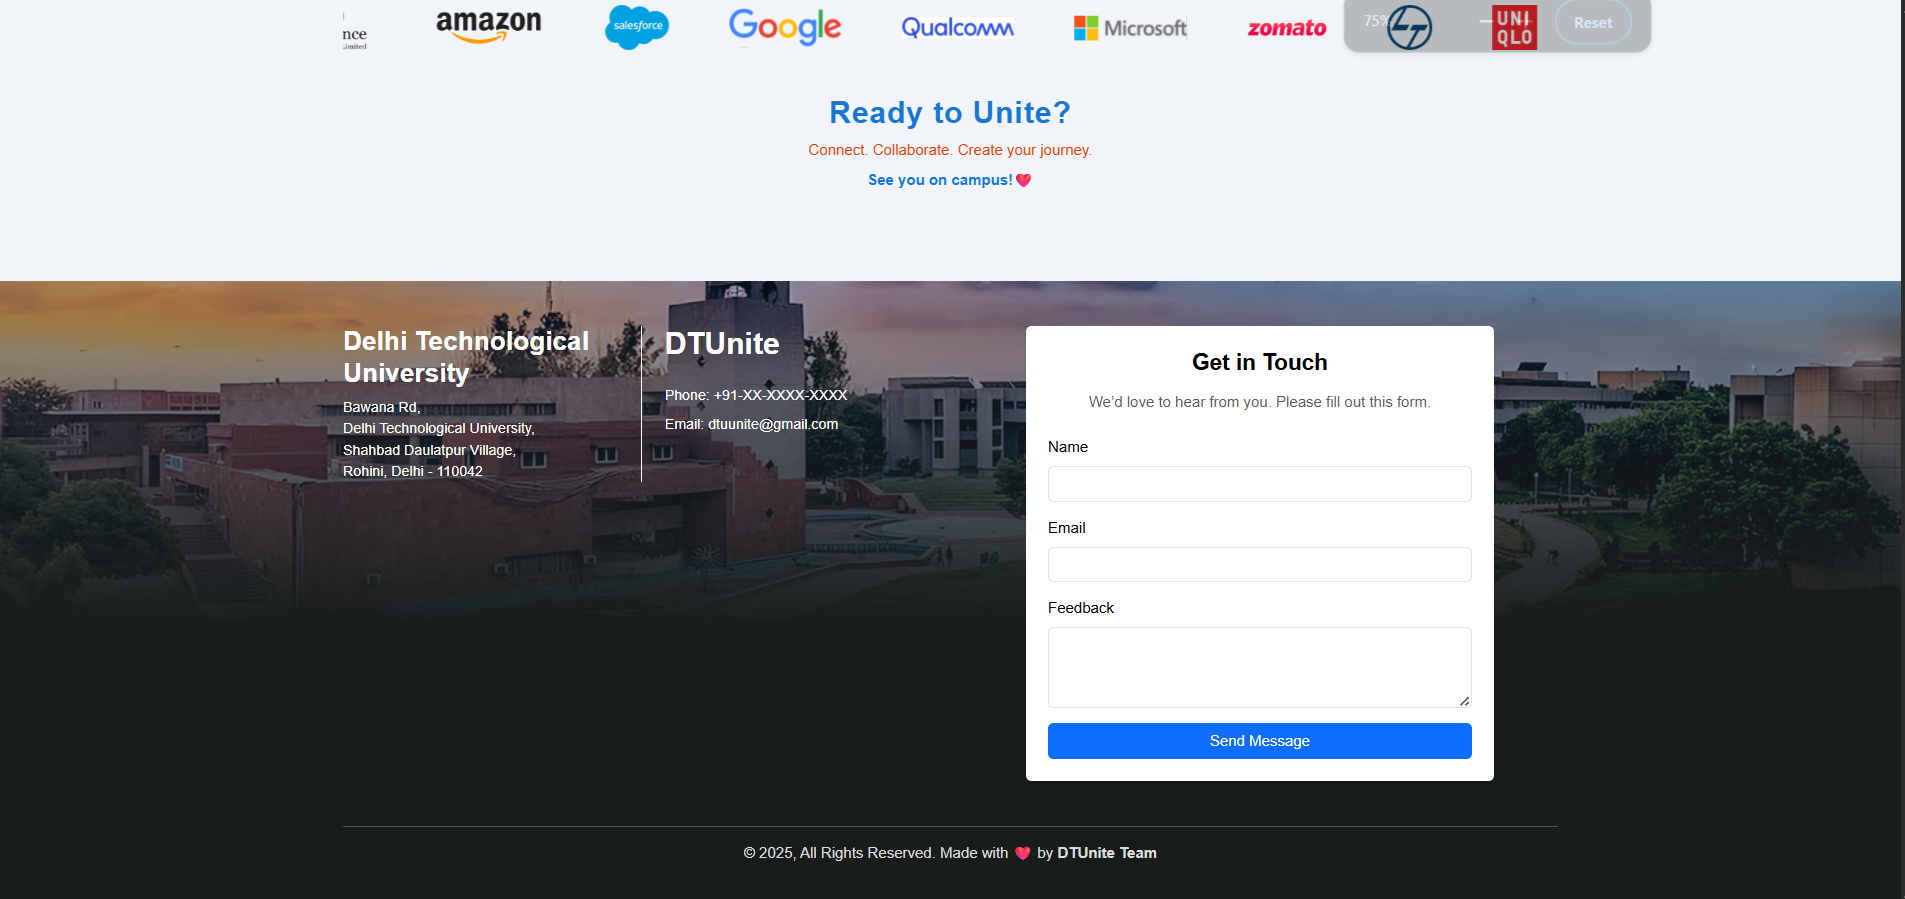 nce
Limited
amazon
salesforce
Google
Qualcomm
Microsoft
zomato
75%
LT
UNI
QLO
Reset
Ready to Unite?
Connect. Collaborate. Create your journey.
See you on campus!❤️
Delhi Technological
University
Bawana Rd,
Delhi Technological University,
Shahbad Daulatpur Village,
Rohini, Delhi - 110042
DTUnite
Phone: +91-XX-XXXX-XXXX
Email: dtuunite@gmail.com
Get in Touch
We’d love to hear from you. Please fill out this form.
Name
Email
Feedback
Send Message
© 2025, All Rights Reserved. Made with ❤️ by DTUnite Team